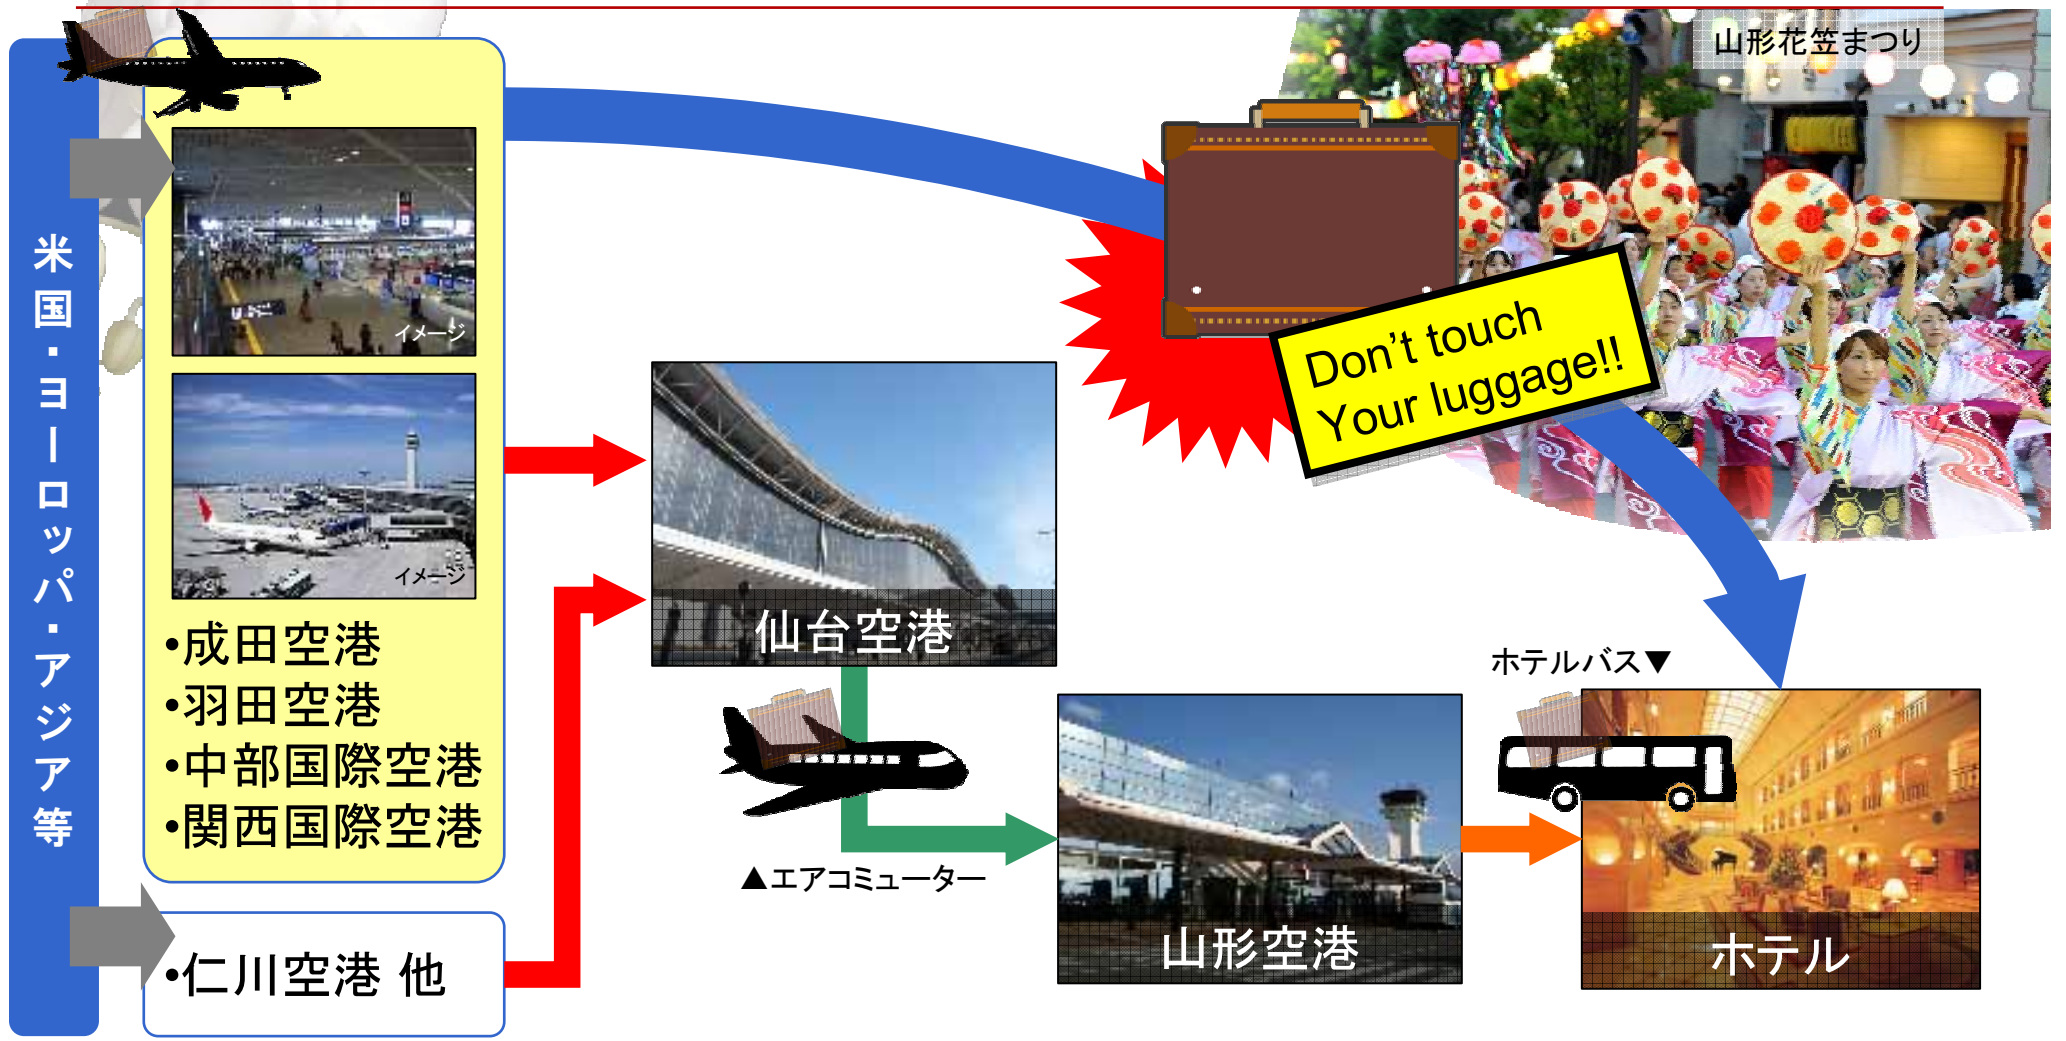 山形花笠まつり
米国・ヨーロッパ・アジア等
イメージ
イメージ
•成田空港
•羽田空港
•中部国際空港
•関西国際空港
•仁川空港 他
Don't touch
Your luggage!!
仙台空港
▲エアコミューター
山形空港
ホテルバス▼
ホテル